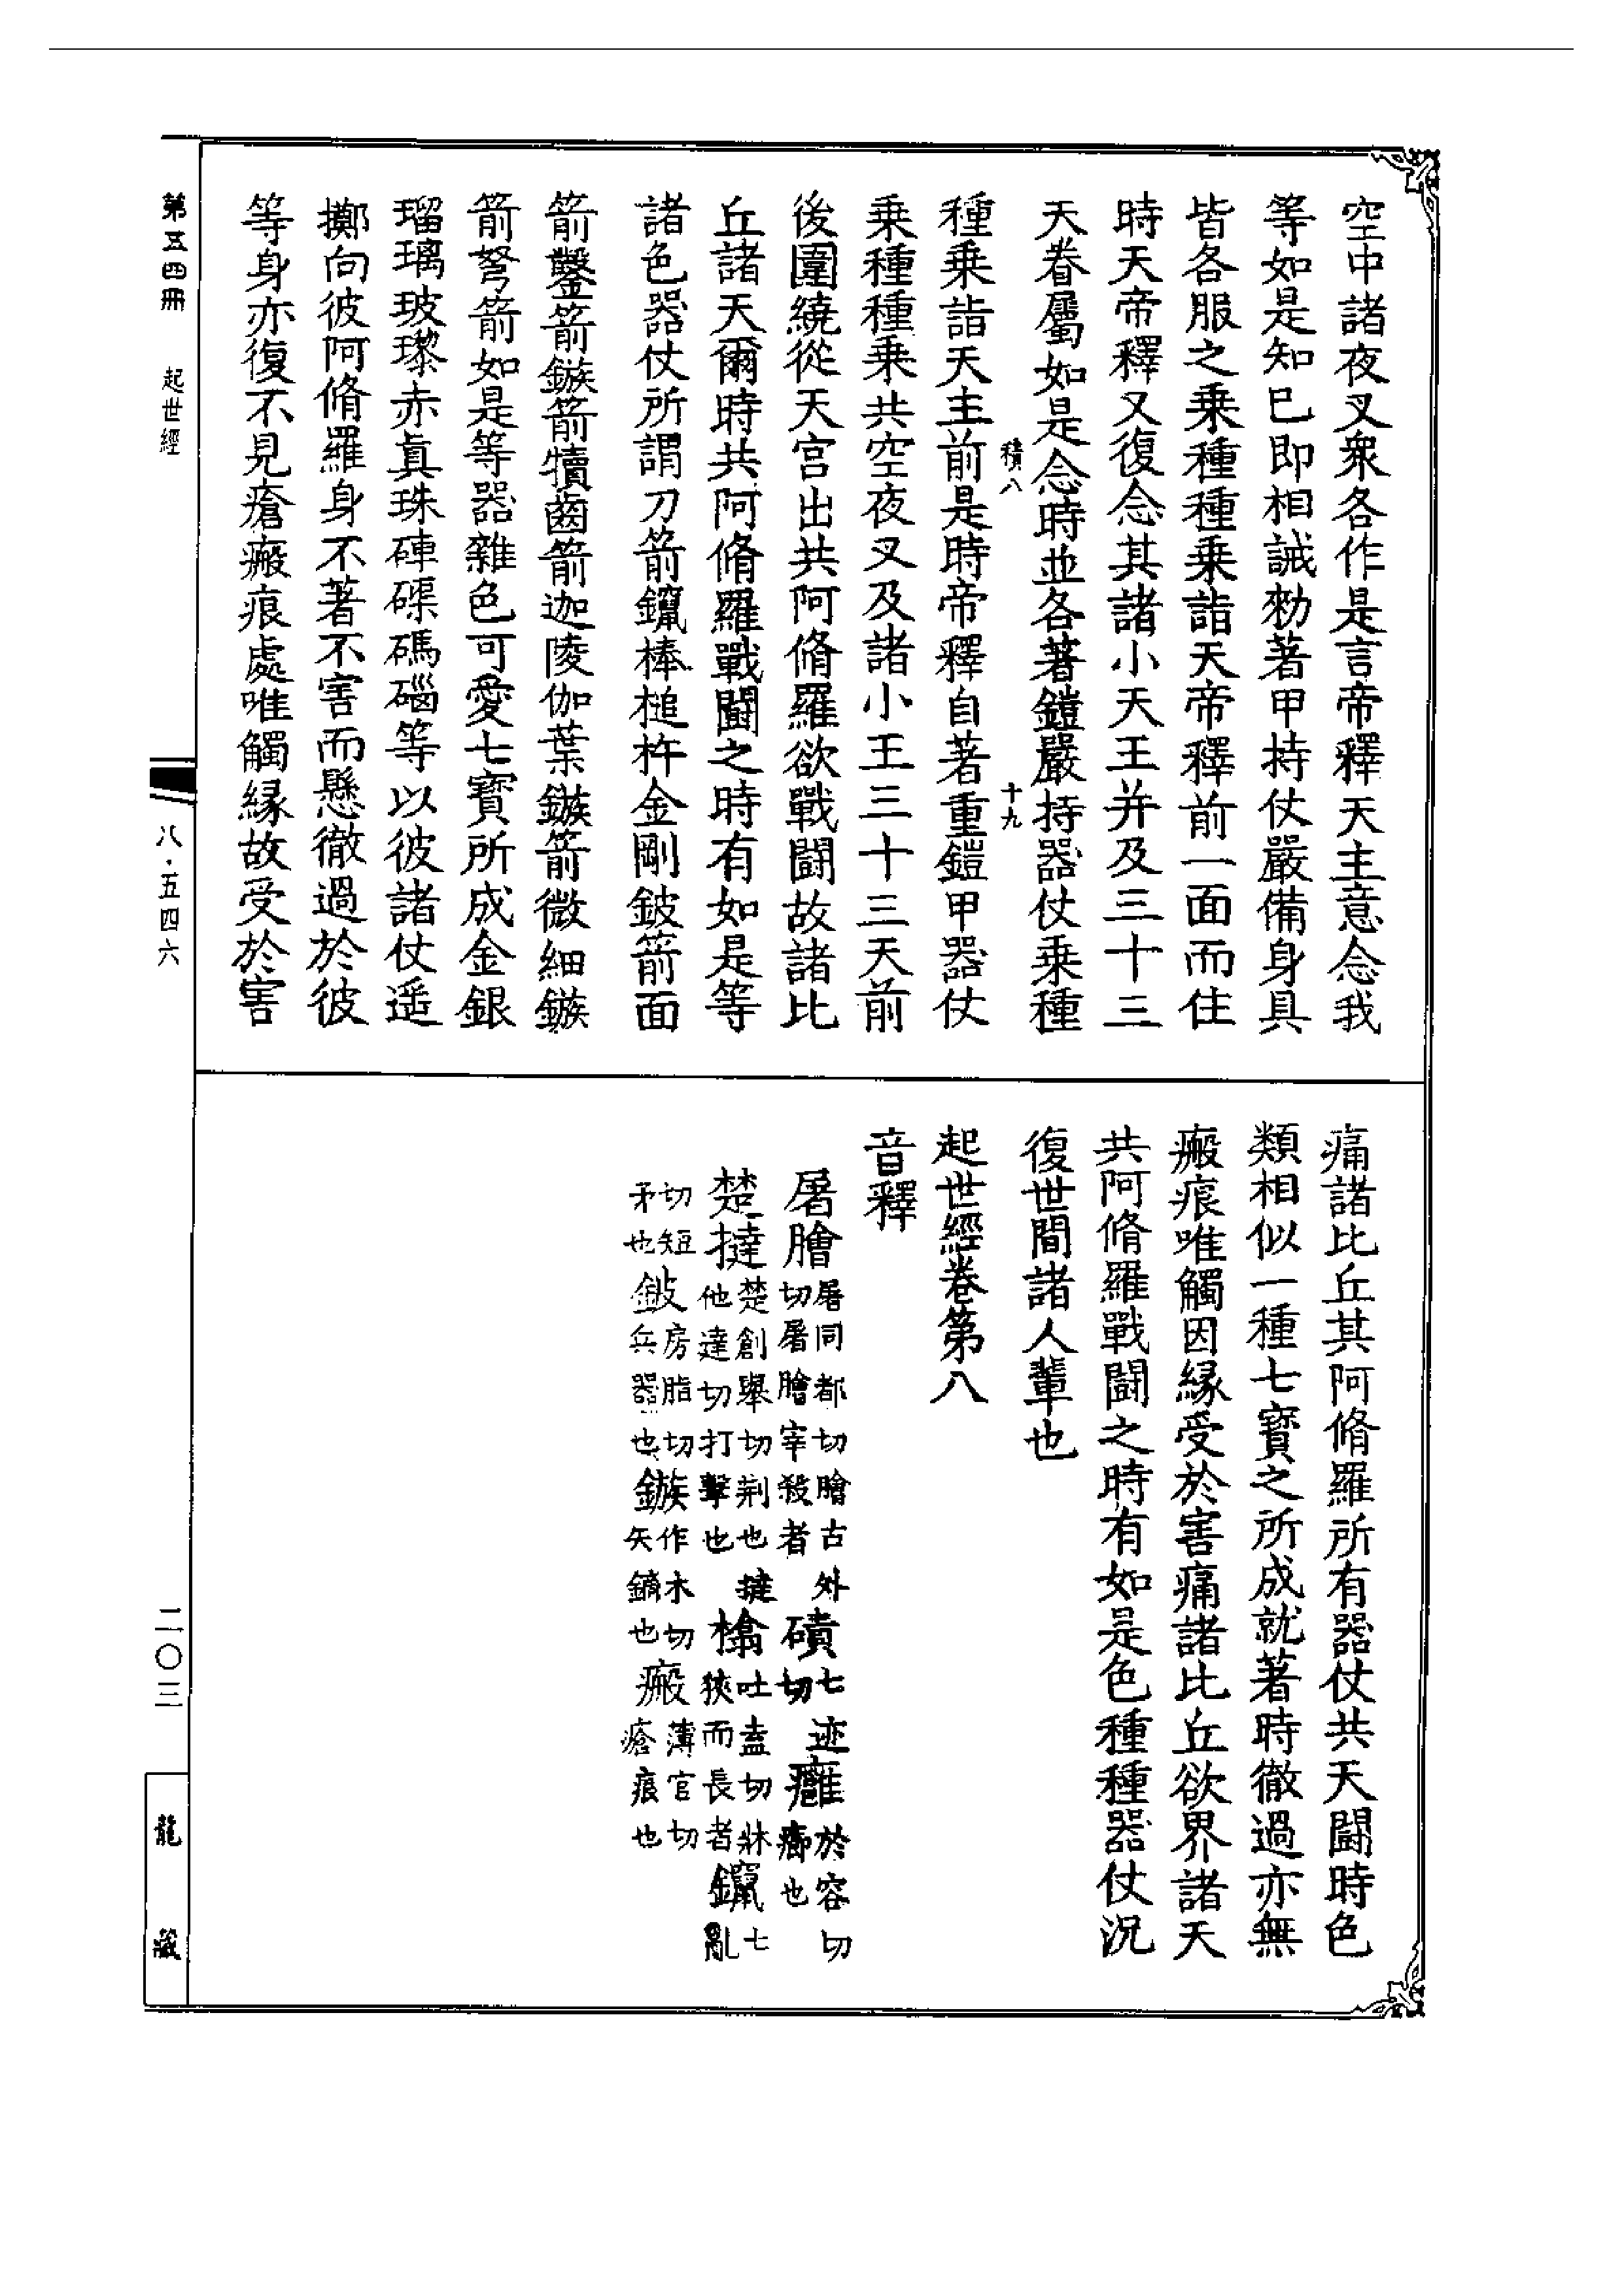 空中諸夜叉衆各作是言帝釋天主意念我
等如是知已即相誡勑著甲持仗嚴備身具
皆各服之乗種種乗詣天帝釋前一面而住
時天帝釋又復念其諸小天王并及三十三
天眷屬如是念時並各著鎧嚴持器仗乗種
積八 十九
種乗詣天主前是時帝釋自著重鎧甲器仗
乗種種乗共空夜叉及諸小王三十三天前
後圍繞從天宮出共阿脩羅欲戰鬪故諸比
丘諸天爾時共阿脩羅戰鬪之時有如是等
諸色器仗所謂刀箭鑹棒槌杵金剛鈹箭面
箭鑿箭鏃箭犢齒箭迦陵伽葉鏃箭微細鏃
箭弩箭如是等器雜色可愛七寶所成金銀
瑠璃玻瓈赤真珠硨磲碼碯等以彼諸仗遥
擲向彼阿脩羅身不著不害而懸徹過於彼
等身亦復不見瘡瘢痕處唯觸縁故受於害
痛諸比丘其阿脩羅所有器仗共天鬪時色
類相似一種七寶之所成就著時徹過亦無
瘢痕唯觸因縁受於害痛諸比丘欲界諸天
共阿脩羅戰鬪之時有如是色種種器仗況
復世間諸人輩也
起世經卷第八
音釋
屠膾屠同都切膾古外切屠膾宰殺者 磧七迹切 癰於容切癤也
楚撻楚創舉切荆也撻他達切打擊也 楕吐盍切牀狹而長者 鑹七亂
切短矛也 鈹房脂切兵器也 鏃作木切矢鏑也 瘢薄官切瘡痕也
第五四冊 起世經
八·五四六
二〇三
龍藏